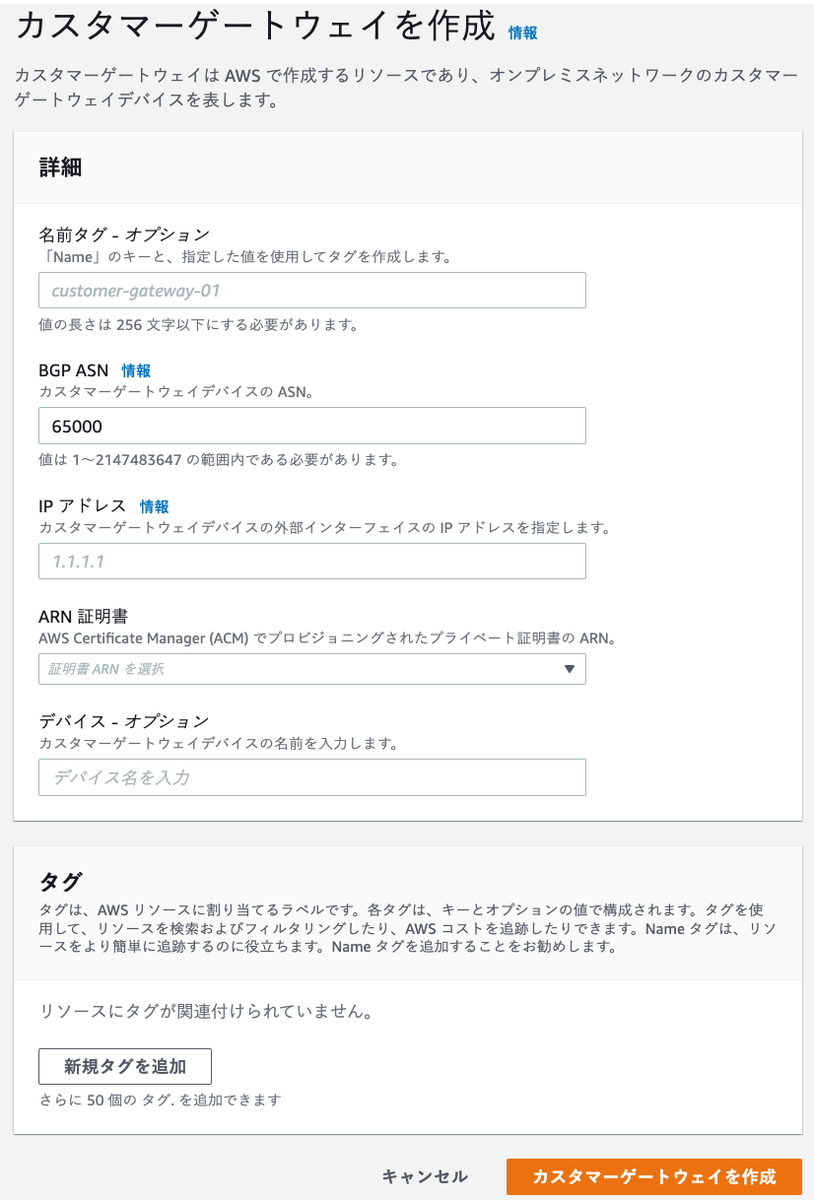 カスタマーゲートウェイを作成 情報
カスタマーゲートウェイは AWS で作成するリソースであり、オンプレミスネットワークのカスタマー
ゲートウェイデバイスを表します。
詳細
名前タグ - オプション
「Name」のキーと、指定した値を使用してタグを作成します。
customer-gateway-01
値の長さは 256 文字以下にする必要があります。
BGP ASN 情報
カスタマーゲートウェイデバイスの ASN。
65000
値は 1〜2147483647 の範囲内である必要があります。
IP アドレス 情報
カスタマーゲートウェイデバイスの外部インターフェイスの IP アドレスを指定します。
1.1.1.1
ARN 証明書
AWS Certificate Manager (ACM) でプロビジョニングされたプライベート証明書の ARN。
証明書 ARN を選択
デバイス - オプション
カスタマーゲートウェイデバイスの名前を入力します。
デバイス名を入力
タグ
タグは、AWS リソースに割り当てるラベルです。各タグは、キーとオプションの値で構成されます。タグを使
用して、リソースを検索およびフィルタリングしたり、AWS コストを追跡したりできます。Name タグは、リソ
ースをより簡単に追跡するのに役立ちます。Name タグを追加することをお勧めします。
リソースにタグが関連付けられていません。
新規タグを追加
さらに 50 個の タグ. を追加できます
キャンセル カスタマーゲートウェイを作成